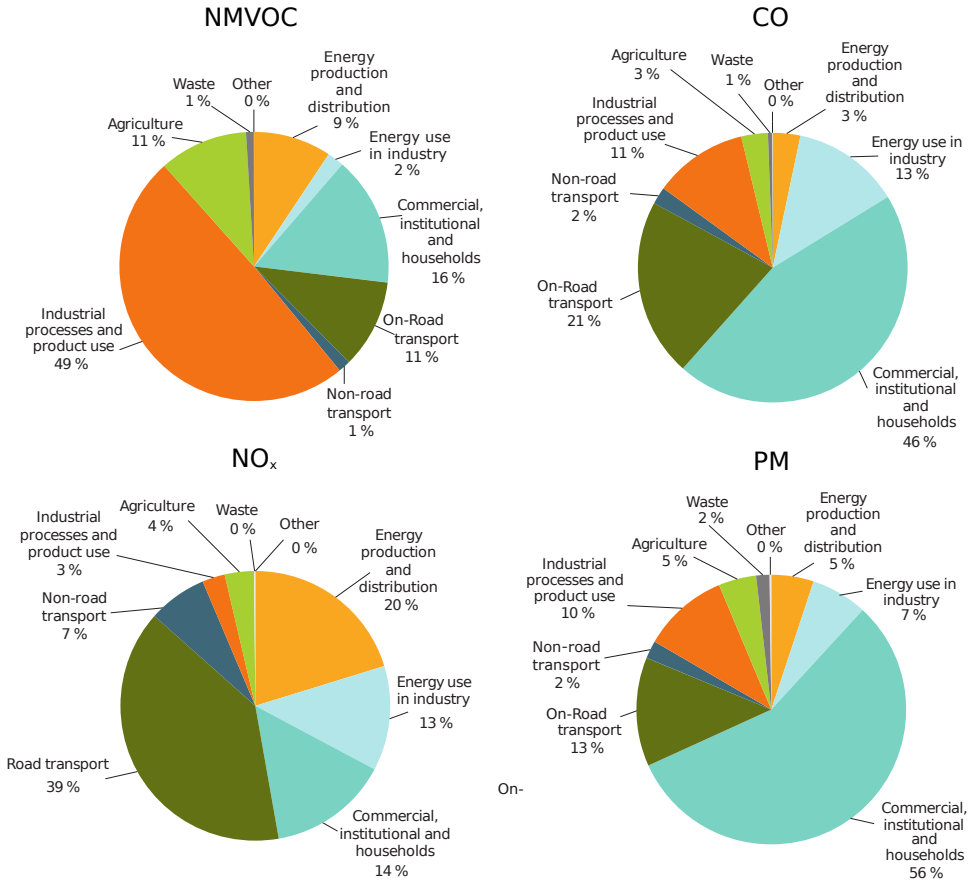 NMVOC
Energy
production
and
distribution
9 %
Energy use
in industry
2 %
Commercial,
institutional
and
households
16 %
On-Road
transport
11 %
Non-road
transport
1 %
Industrial
processes and
product use
49 %
Agriculture
11 %
Waste
1 %
Other
0 %
CO
Energy
production
and
distribution
3 %
Energy use in
industry
13 %
Commercial,
institutional
and
households
46 %
On-Road
transport
21 %
Non-road
transport
2 %
Industrial
processes and
product use
11 %
Agriculture
3 %
Waste
1 %
Other
0 %
NOₓ
Energy
production
and
distribution
20 %
Energy use
in industry
13 %
Commercial,
institutional and
households
14 %
Road transport
39 %
Non-road
transport
7 %
Industrial
processes and
product use
3 %
Agriculture
4 %
Waste
0 %
Other
0 %
On-
PM
Energy
production
and
distribution
5 %
Energy use in
industry
7 %
Commercial,
institutional
and
households
56 %
On-Road
transport
13 %
Non-road
transport
2 %
Industrial
processes and
product use
10 %
Agriculture
5 %
Waste
2 %
Other
0 %